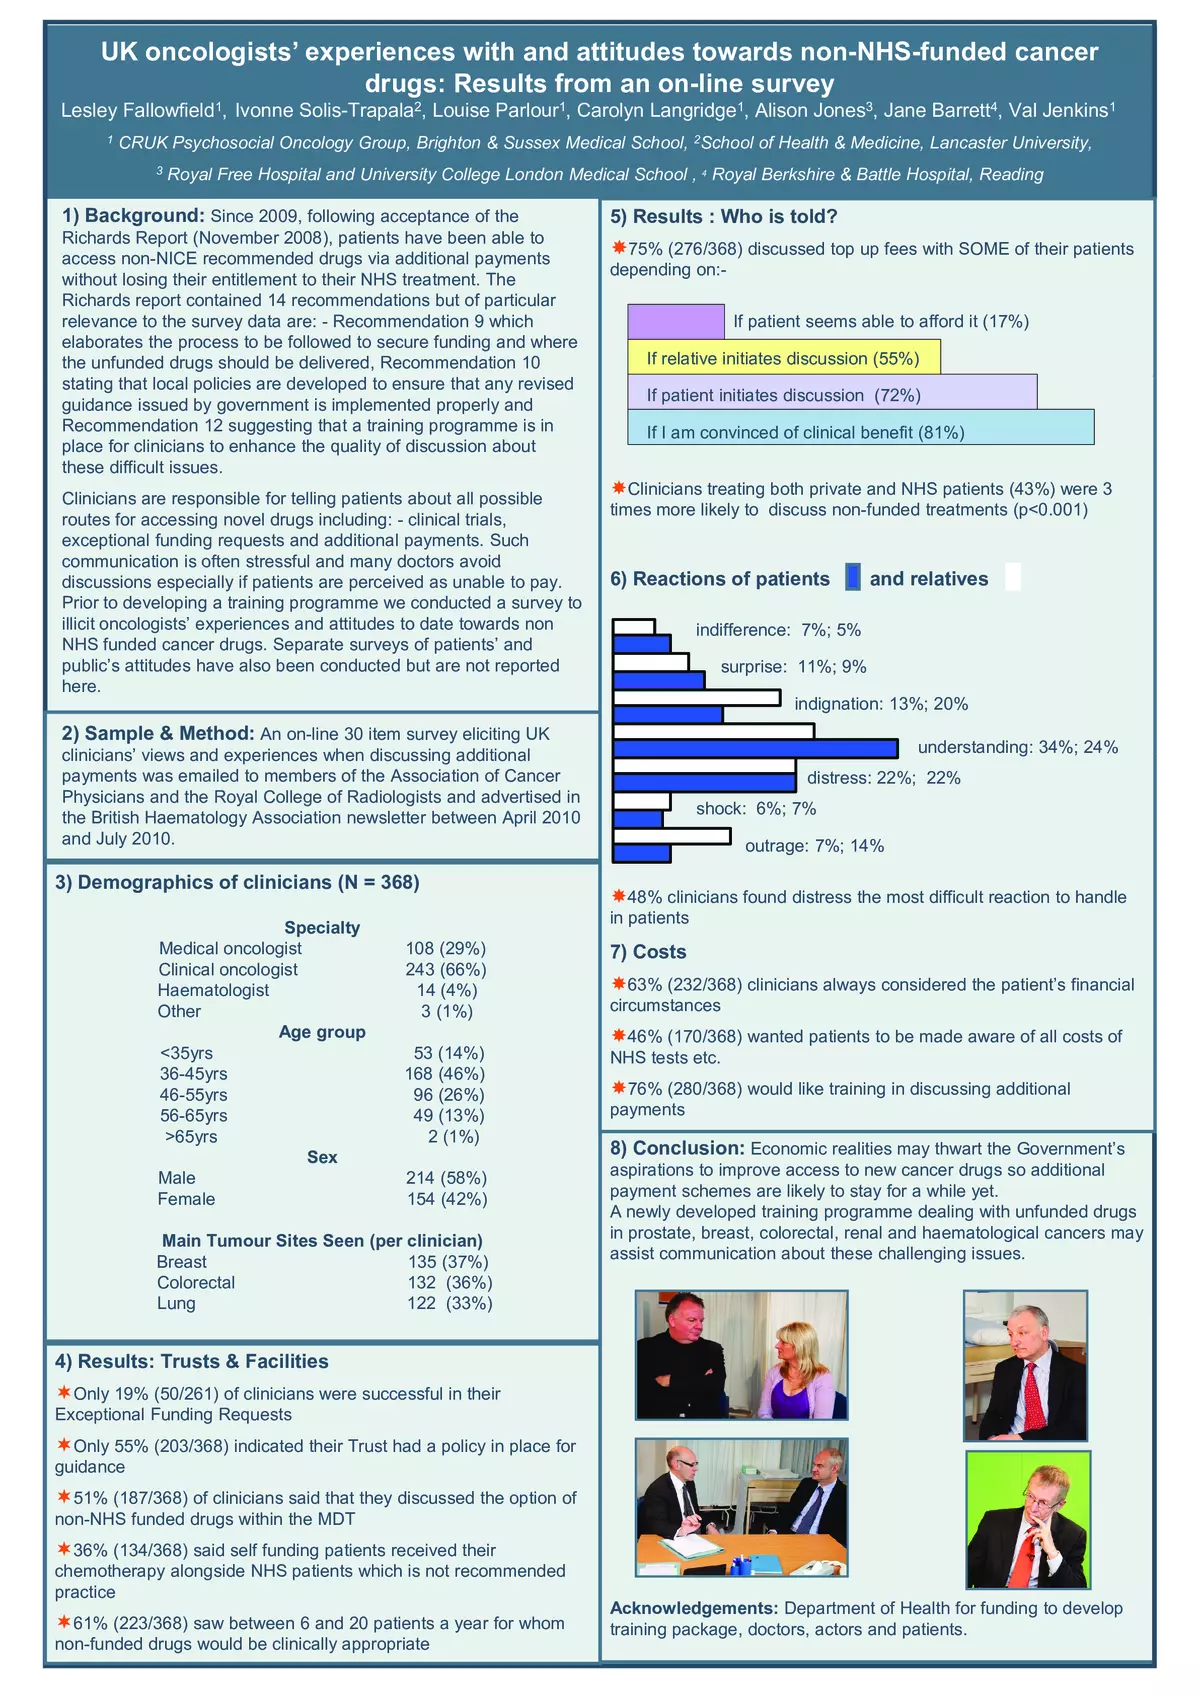 UK oncologists’ experiences with and attitudes towards non-NHS-funded cancer
drugs: Results from an on-line survey
Lesley Fallowfield1, Ivonne Solis-Trapala2, Louise Parlour1, Carolyn Langridge1, Alison Jones3, Jane Barrett4, Val Jenkins1
1 CRUK Psychosocial Oncology Group, Brighton & Sussex Medical School, 2School of Health & Medicine, Lancaster University,
3 Royal Free Hospital and University College London Medical School , 4 Royal Berkshire & Battle Hospital, Reading
1) Background: Since 2009, following acceptance of the
Richards Report (November 2008), patients have been able to
access non-NICE recommended drugs via additional payments
without losing their entitlement to their NHS treatment. The
Richards report contained 14 recommendations but of particular
relevance to the survey data are: - Recommendation 9 which
elaborates the process to be followed to secure funding and where
the unfunded drugs should be delivered, Recommendation 10
stating that local policies are developed to ensure that any revised
guidance issued by government is implemented properly and
Recommendation 12 suggesting that a training programme is in
place for clinicians to enhance the quality of discussion about
these difficult issues.
Clinicians are responsible for telling patients about all possible
routes for accessing novel drugs including: - clinical trials,
exceptional funding requests and additional payments. Such
communication is often stressful and many doctors avoid
discussions especially if patients are perceived as unable to pay.
Prior to developing a training programme we conducted a survey to
illicit oncologists’ experiences and attitudes to date towards non
NHS funded cancer drugs. Separate surveys of patients’ and
public’s attitudes have also been conducted but are not reported
here.
2) Sample & Method: An on-line 30 item survey eliciting UK
clinicians’ views and experiences when discussing additional
payments was emailed to members of the Association of Cancer
Physicians and the Royal College of Radiologists and advertised in
the British Haematology Association newsletter between April 2010
and July 2010.
3) Demographics of clinicians (N = 368)
Specialty
Medical oncologist 108 (29%)
Clinical oncologist 243 (66%)
Haematologist 14 (4%)
Other 3 (1%)
Age group
<35yrs 53 (14%)
36-45yrs 168 (46%)
46-55yrs 96 (26%)
56-65yrs 49 (13%)
>65yrs 2 (1%)
Sex
Male 214 (58%)
Female 154 (42%)
Main Tumour Sites Seen (per clinician)
Breast 135 (37%)
Colorectal 132 (36%)
Lung 122 (33%)
4) Results: Trusts & Facilities
✶Only 19% (50/261) of clinicians were successful in their
Exceptional Funding Requests
✶Only 55% (203/368) indicated their Trust had a policy in place for
guidance
✶51% (187/368) of clinicians said that they discussed the option of
non-NHS funded drugs within the MDT
✶36% (134/368) said self funding patients received their
chemotherapy alongside NHS patients which is not recommended
practice
✶61% (223/368) saw between 6 and 20 patients a year for whom
non-funded drugs would be clinically appropriate
5) Results : Who is told?
✸75% (276/368) discussed top up fees with SOME of their patients
depending on:-
If patient seems able to afford it (17%)
If relative initiates discussion (55%)
If patient initiates discussion (72%)
If I am convinced of clinical benefit (81%)
✸Clinicians treating both private and NHS patients (43%) were 3
times more likely to discuss non-funded treatments (p<0.001)
6) Reactions of patients and relatives
indifference: 7%; 5%
surprise: 11%; 9%
indignation: 13%; 20%
understanding: 34%; 24%
distress: 22%; 22%
shock: 6%; 7%
outrage: 7%; 14%
✸48% clinicians found distress the most difficult reaction to handle
in patients
7) Costs
✸63% (232/368) clinicians always considered the patient’s financial
circumstances
✸46% (170/368) wanted patients to be made aware of all costs of
NHS tests etc.
✸76% (280/368) would like training in discussing additional
payments
8) Conclusion: Economic realities may thwart the Government’s
aspirations to improve access to new cancer drugs so additional
payment schemes are likely to stay for a while yet.
A newly developed training programme dealing with unfunded drugs
in prostate, breast, colorectal, renal and haematological cancers may
assist communication about these challenging issues.
Acknowledgements: Department of Health for funding to develop
training package, doctors, actors and patients.